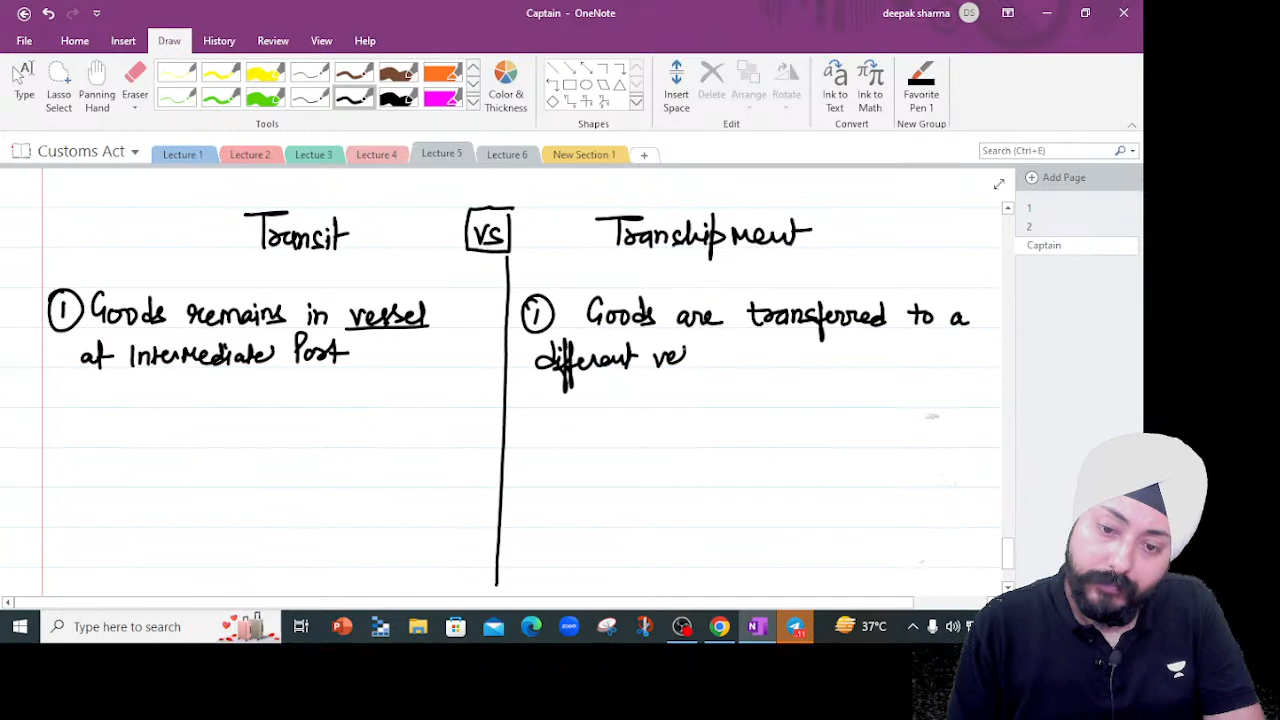 Captain - OneNote
deepak sharma DS
File Home Insert Draw History Review View Help
Type Lasso Select Panning Hand Eraser Color & Thickness Insert Space Delete Arrange Rotate Ink to Text Ink to Math Favorite Pen 1
Tools Shapes Edit Convert New Group
Customs Act Lecture 1 Lecture 2 Lectue 3 Lecture 4 Lecture 5 Lecture 6 New Section 1 Search (Ctrl+E)
Add Page
1
2
Captain
Transit vs Transhipment
① Goods remains in vessel
at Intermediate Port
① Goods are transferred to a
different ve
Type here to search
37°C